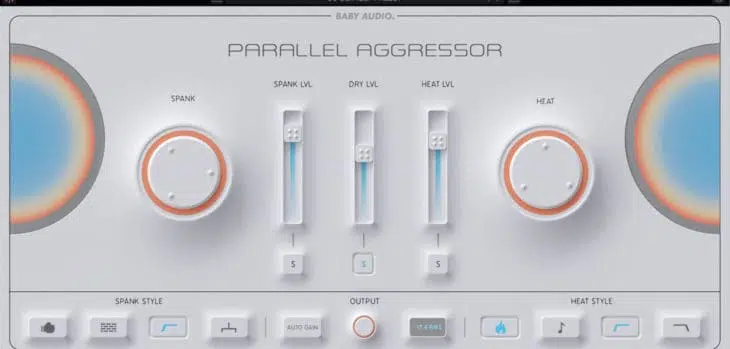 BABY AUDIO.
PARALLEL AGGRESSOR
SPANK LVL DRY LVL HEAT LVL
SPANK
HEAT
S S S
SPANK STYLE OUTPUT HEAT STYLE
AUTO GAIN